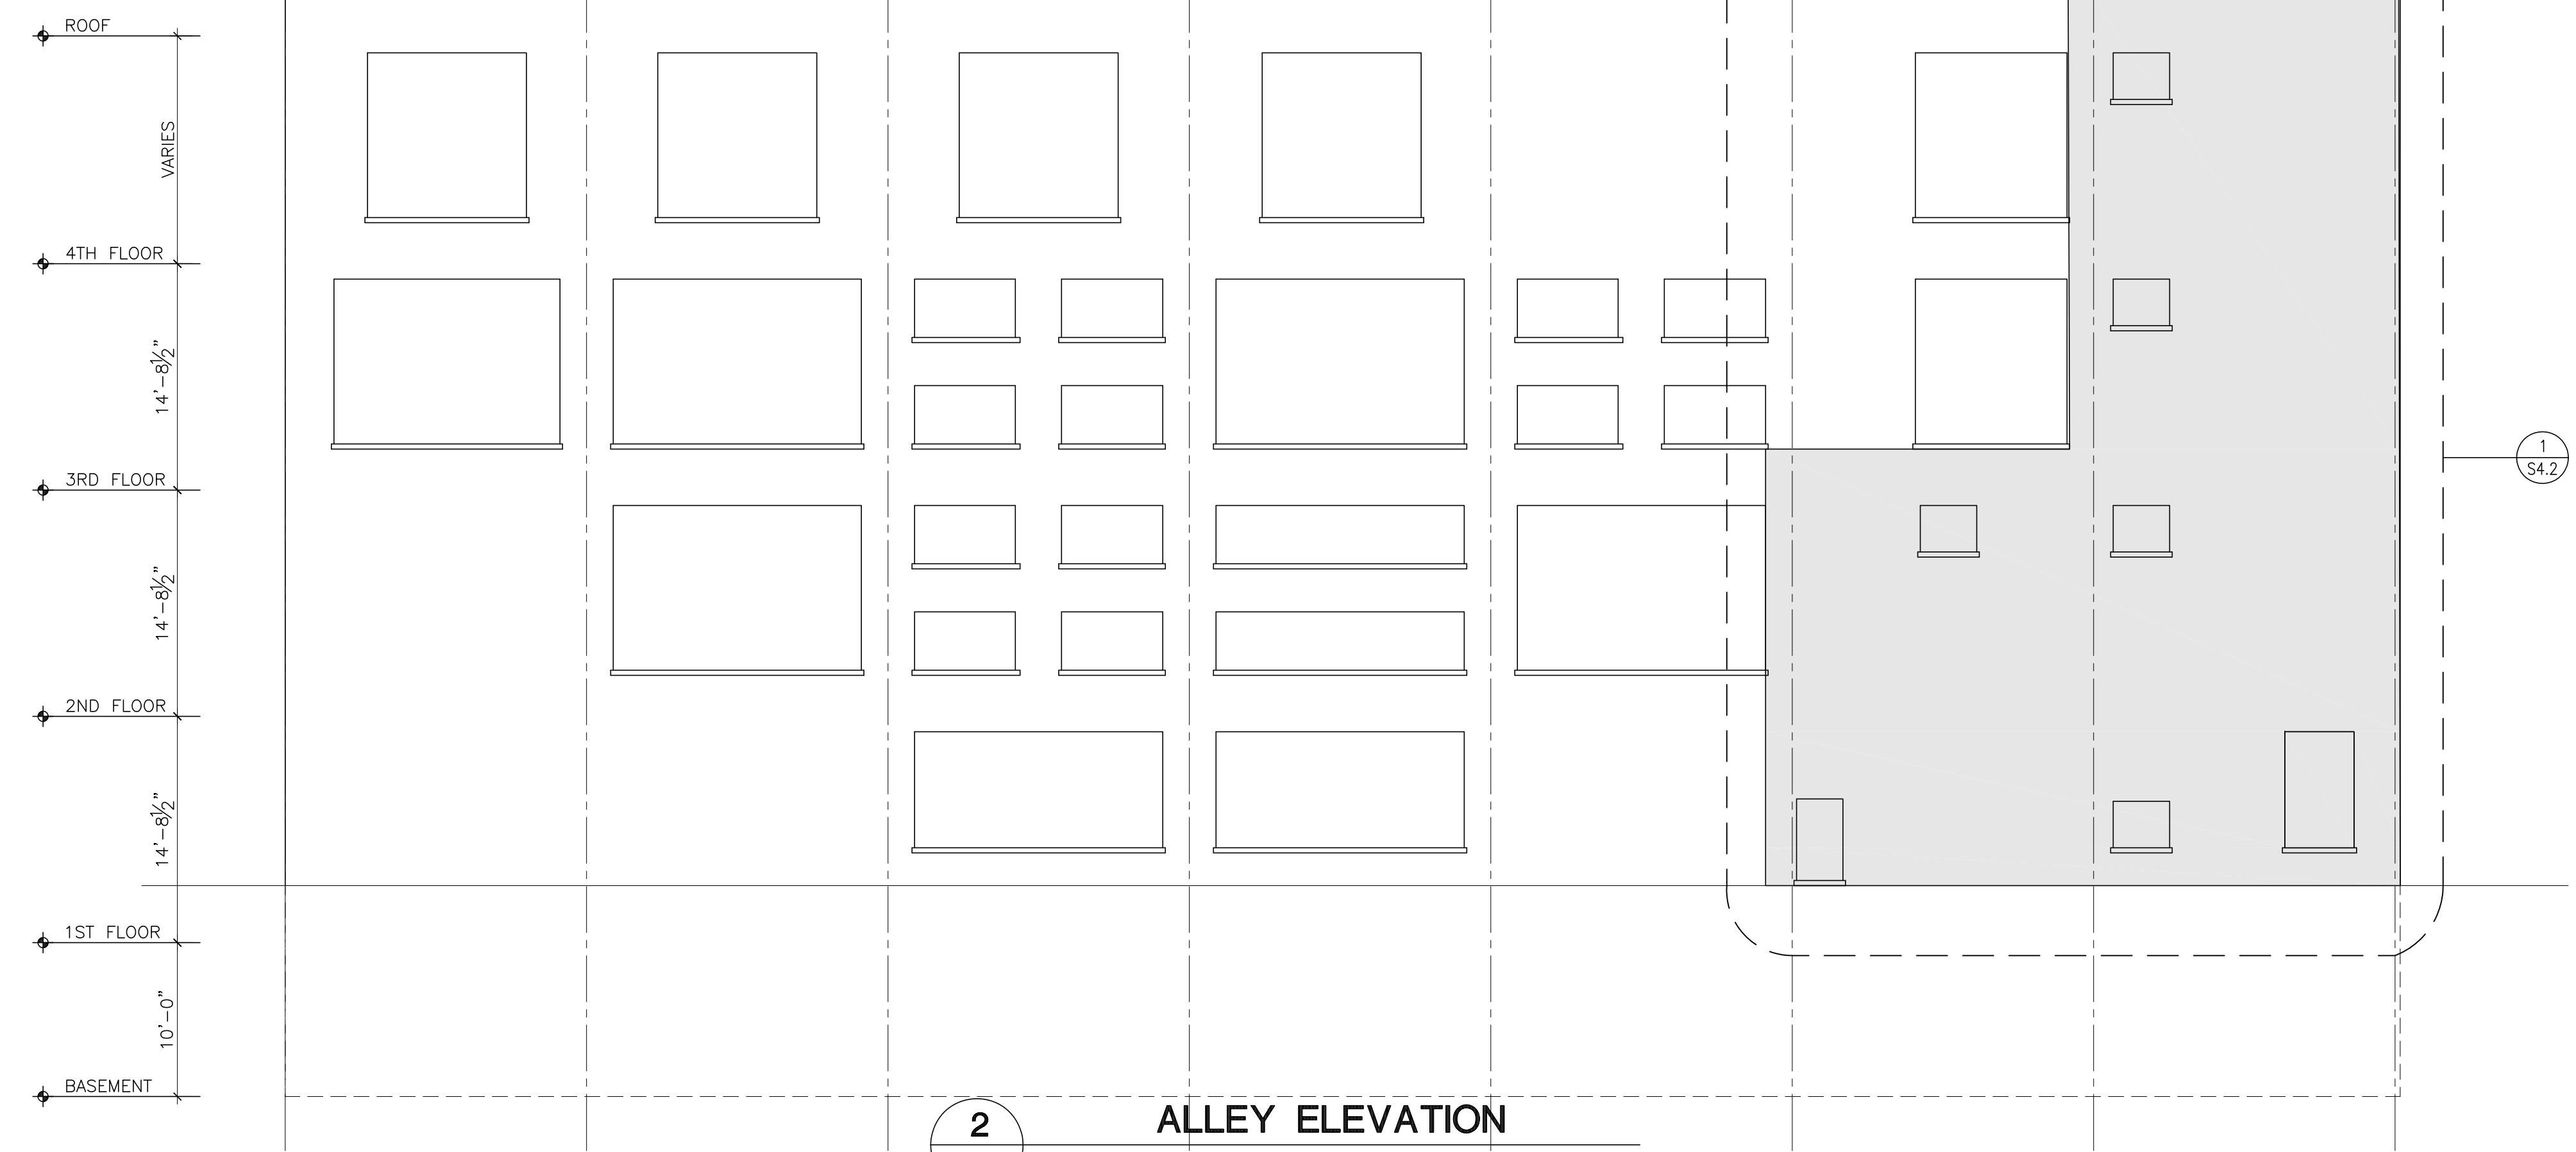 ROOF
VARIES
4TH FLOOR
14'-8½"
3RD FLOOR
14'-8½"
2ND FLOOR
14'-8½"
1ST FLOOR
10'-0"
BASEMENT
1
S4.2
2
ALLEY ELEVATION